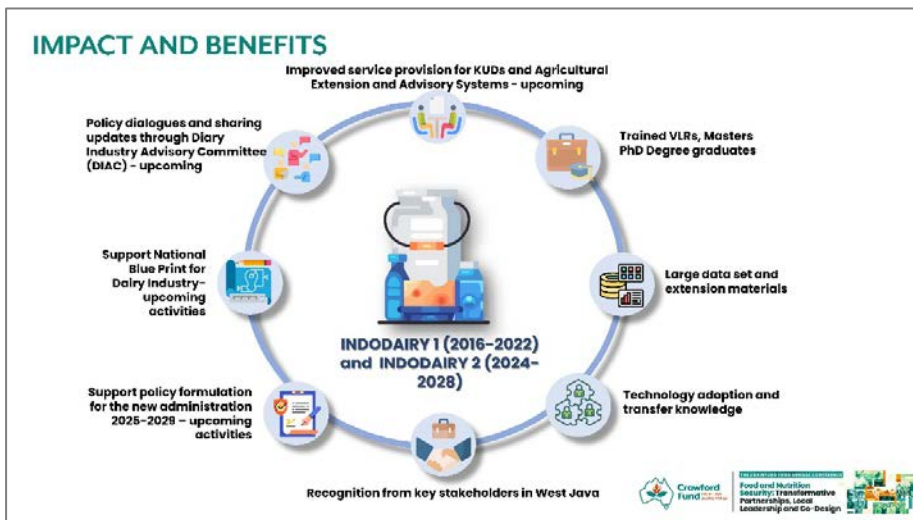 IMPACT AND BENEFITS
Improved service provision for KUDs and Agricultural
Extension and Advisory Systems - upcoming
Trained VLRs, Masters
PhD Degree graduates
Large data set and
extension materials
Technology adoption and
transfer knowledge
Recognition from key stakeholders in West Java
Support policy formulation
for the new administration
2025-2029 – upcoming
activities
Support National
Blue Print for
Dairy Industry-
upcoming
activities
Policy dialogues and sharing
updates through Diary
Industry Advisory Committee
(DIAC) - upcoming
INDODAIRY 1 (2016-2022)
and INDODAIRY 2 (2024-
2028)
Crawford
Fund
Food and Nutrition
Security: Transformative
Partnerships, Local
Leadership and Co-Design